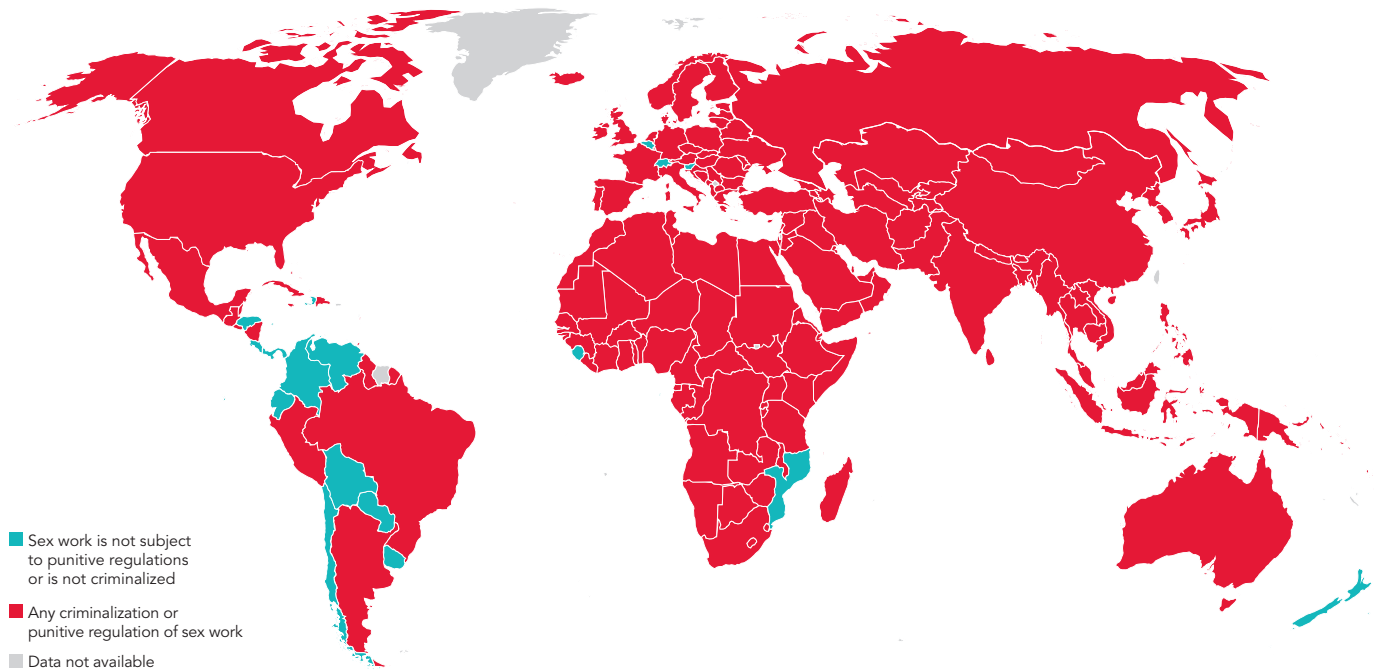 Sex work is not subject
to punitive regulations
or is not criminalized
Any criminalization or
punitive regulation of sex work
Data not available